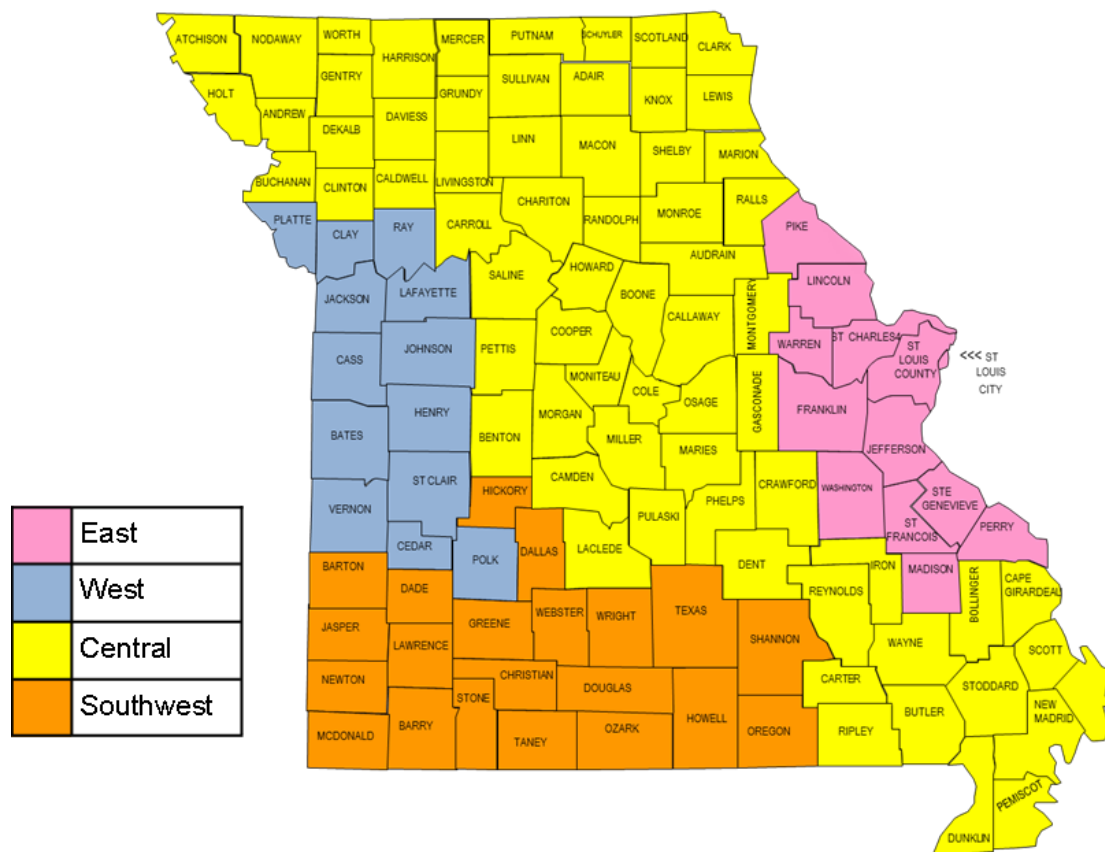 ATCHISON
NODAWAY
WORTH
HARRISON
MERCER
PUTNAM
SCHUYLER
SCOTLAND
CLARK
HOLT
GENTRY
GRUNDY
SULLIVAN
ADAIR
KNOX
LEWIS
ANDREW
DEKALB
DAVIESS
LINN
MACON
SHELBY
MARION
BUCHANAN
CLINTON
CALDWELL
LIVINGSTON
CHARITON
RANDOLPH
MONROE
RALLS
PLATTE
CLAY
RAY
CARROLL
PIKE
AUDRAIN
SALINE
HOWARD
BOONE
LINCOLN
JACKSON
LAFAYETTE
CALLAWAY
MONTGOMERY
COOPER
WARREN
ST CHARLES
ST
LOUIS
COUNTY
<<< ST
LOUIS
CITY
CASS
JOHNSON
PETTIS
MONITEAU
COLE
OSAGE
GASCONADE
FRANKLIN
HENRY
MORGAN
BATES
BENTON
MILLER
MARIES
JEFFERSON
ST CLAIR
HICKORY
CAMDEN
PHELPS
CRAWFORD
WASHINGTON
STE
GENEVIEVE
VERNON
PULASKI
ST
FRANCOIS
PERRY
CEDAR
POLK
DALLAS
LACLEDE
DENT
IRON
MADISON
BOLLINGER
CAPE
GIRARDEAU
BARTON
DADE
REYNOLDS
GREENE
WEBSTER
WRIGHT
TEXAS
SHANNON
WAYNE
JASPER
LAWRENCE
SCOTT
NEWTON
CHRISTIAN
DOUGLAS
CARTER
STODDARD
STONE
NEW
MADRID
BUTLER
MCDONALD
BARRY
TANEY
OZARK
HOWELL
OREGON
RIPLEY
PEMISCOT
DUNKLIN
East
West
Central
Southwest